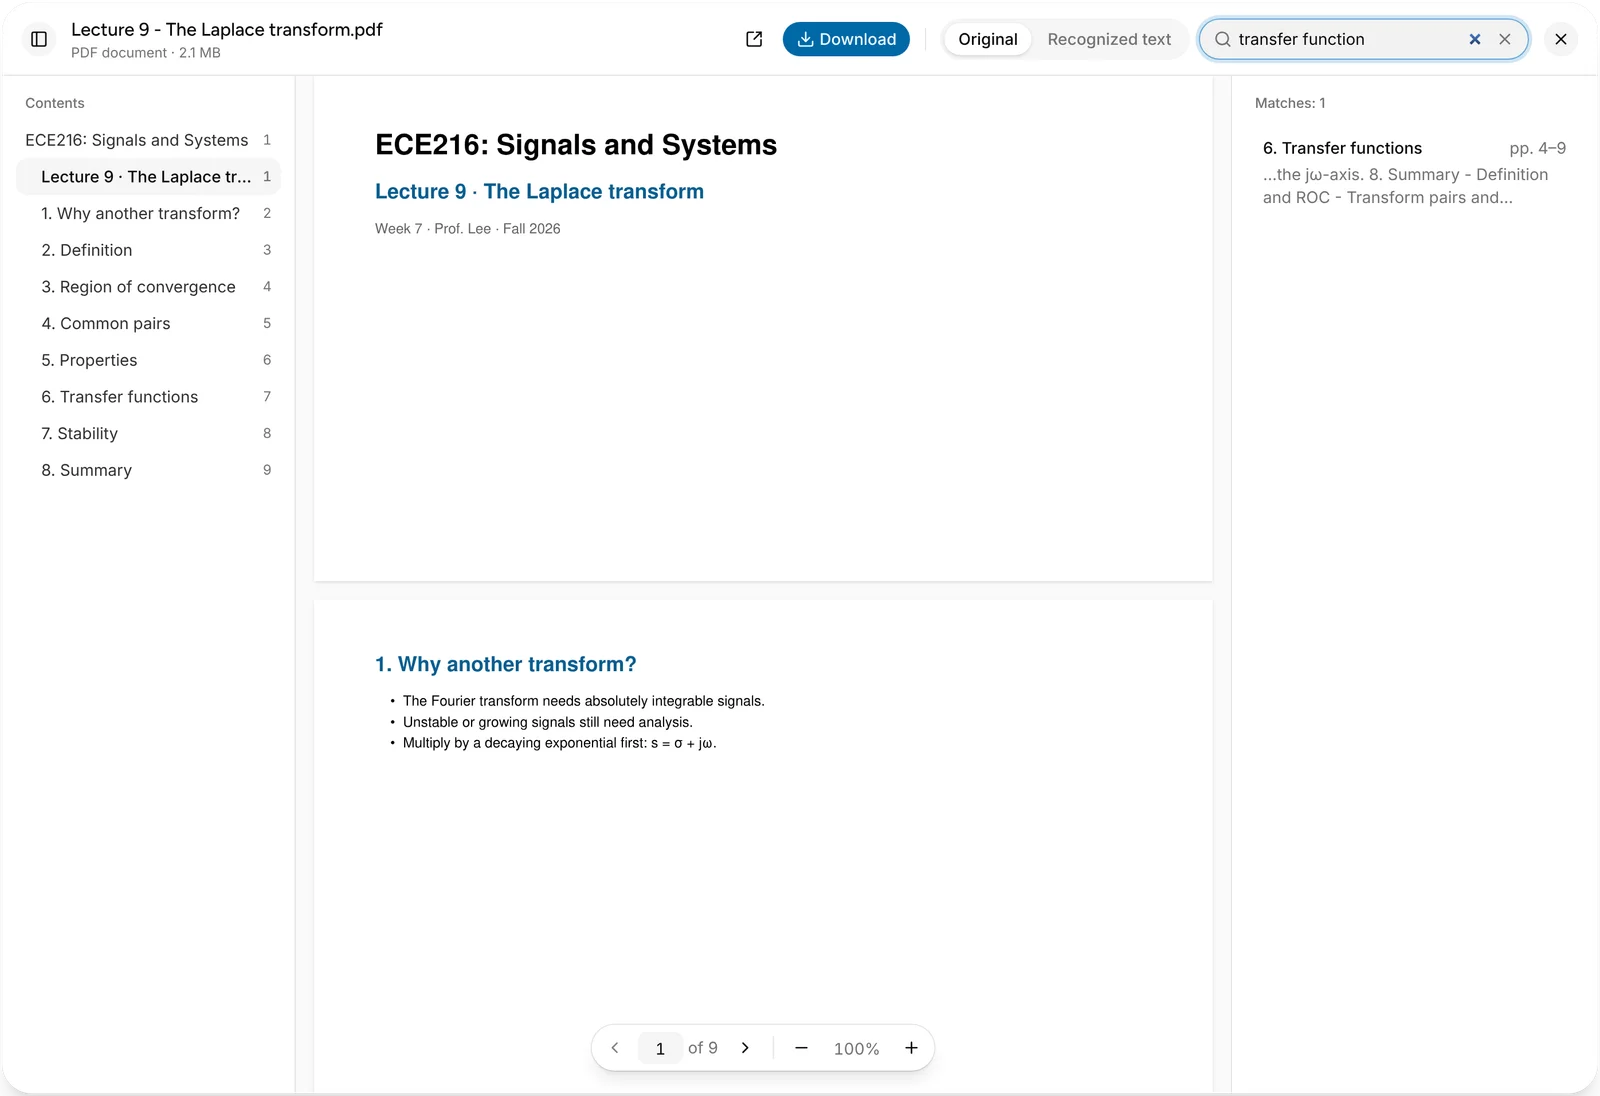 Lecture 9 - The Laplace transform.pdf
PDF document · 2.1 MB
Download
Original
Recognized text
transfer function
Contents
ECE216: Signals and Systems 1
Lecture 9 · The Laplace tr... 1
1. Why another transform? 2
2. Definition 3
3. Region of convergence 4
4. Common pairs 5
5. Properties 6
6. Transfer functions 7
7. Stability 8
8. Summary 9
ECE216: Signals and Systems
Lecture 9 · The Laplace transform
Week 7 · Prof. Lee · Fall 2026
1. Why another transform?
• The Fourier transform needs absolutely integrable signals.
• Unstable or growing signals still need analysis.
• Multiply by a decaying exponential first: s = σ + jω.
1 of 9
100%
Matches: 1
6. Transfer functions pp. 4–9
...the jω-axis. 8. Summary - Definition
and ROC - Transform pairs and...